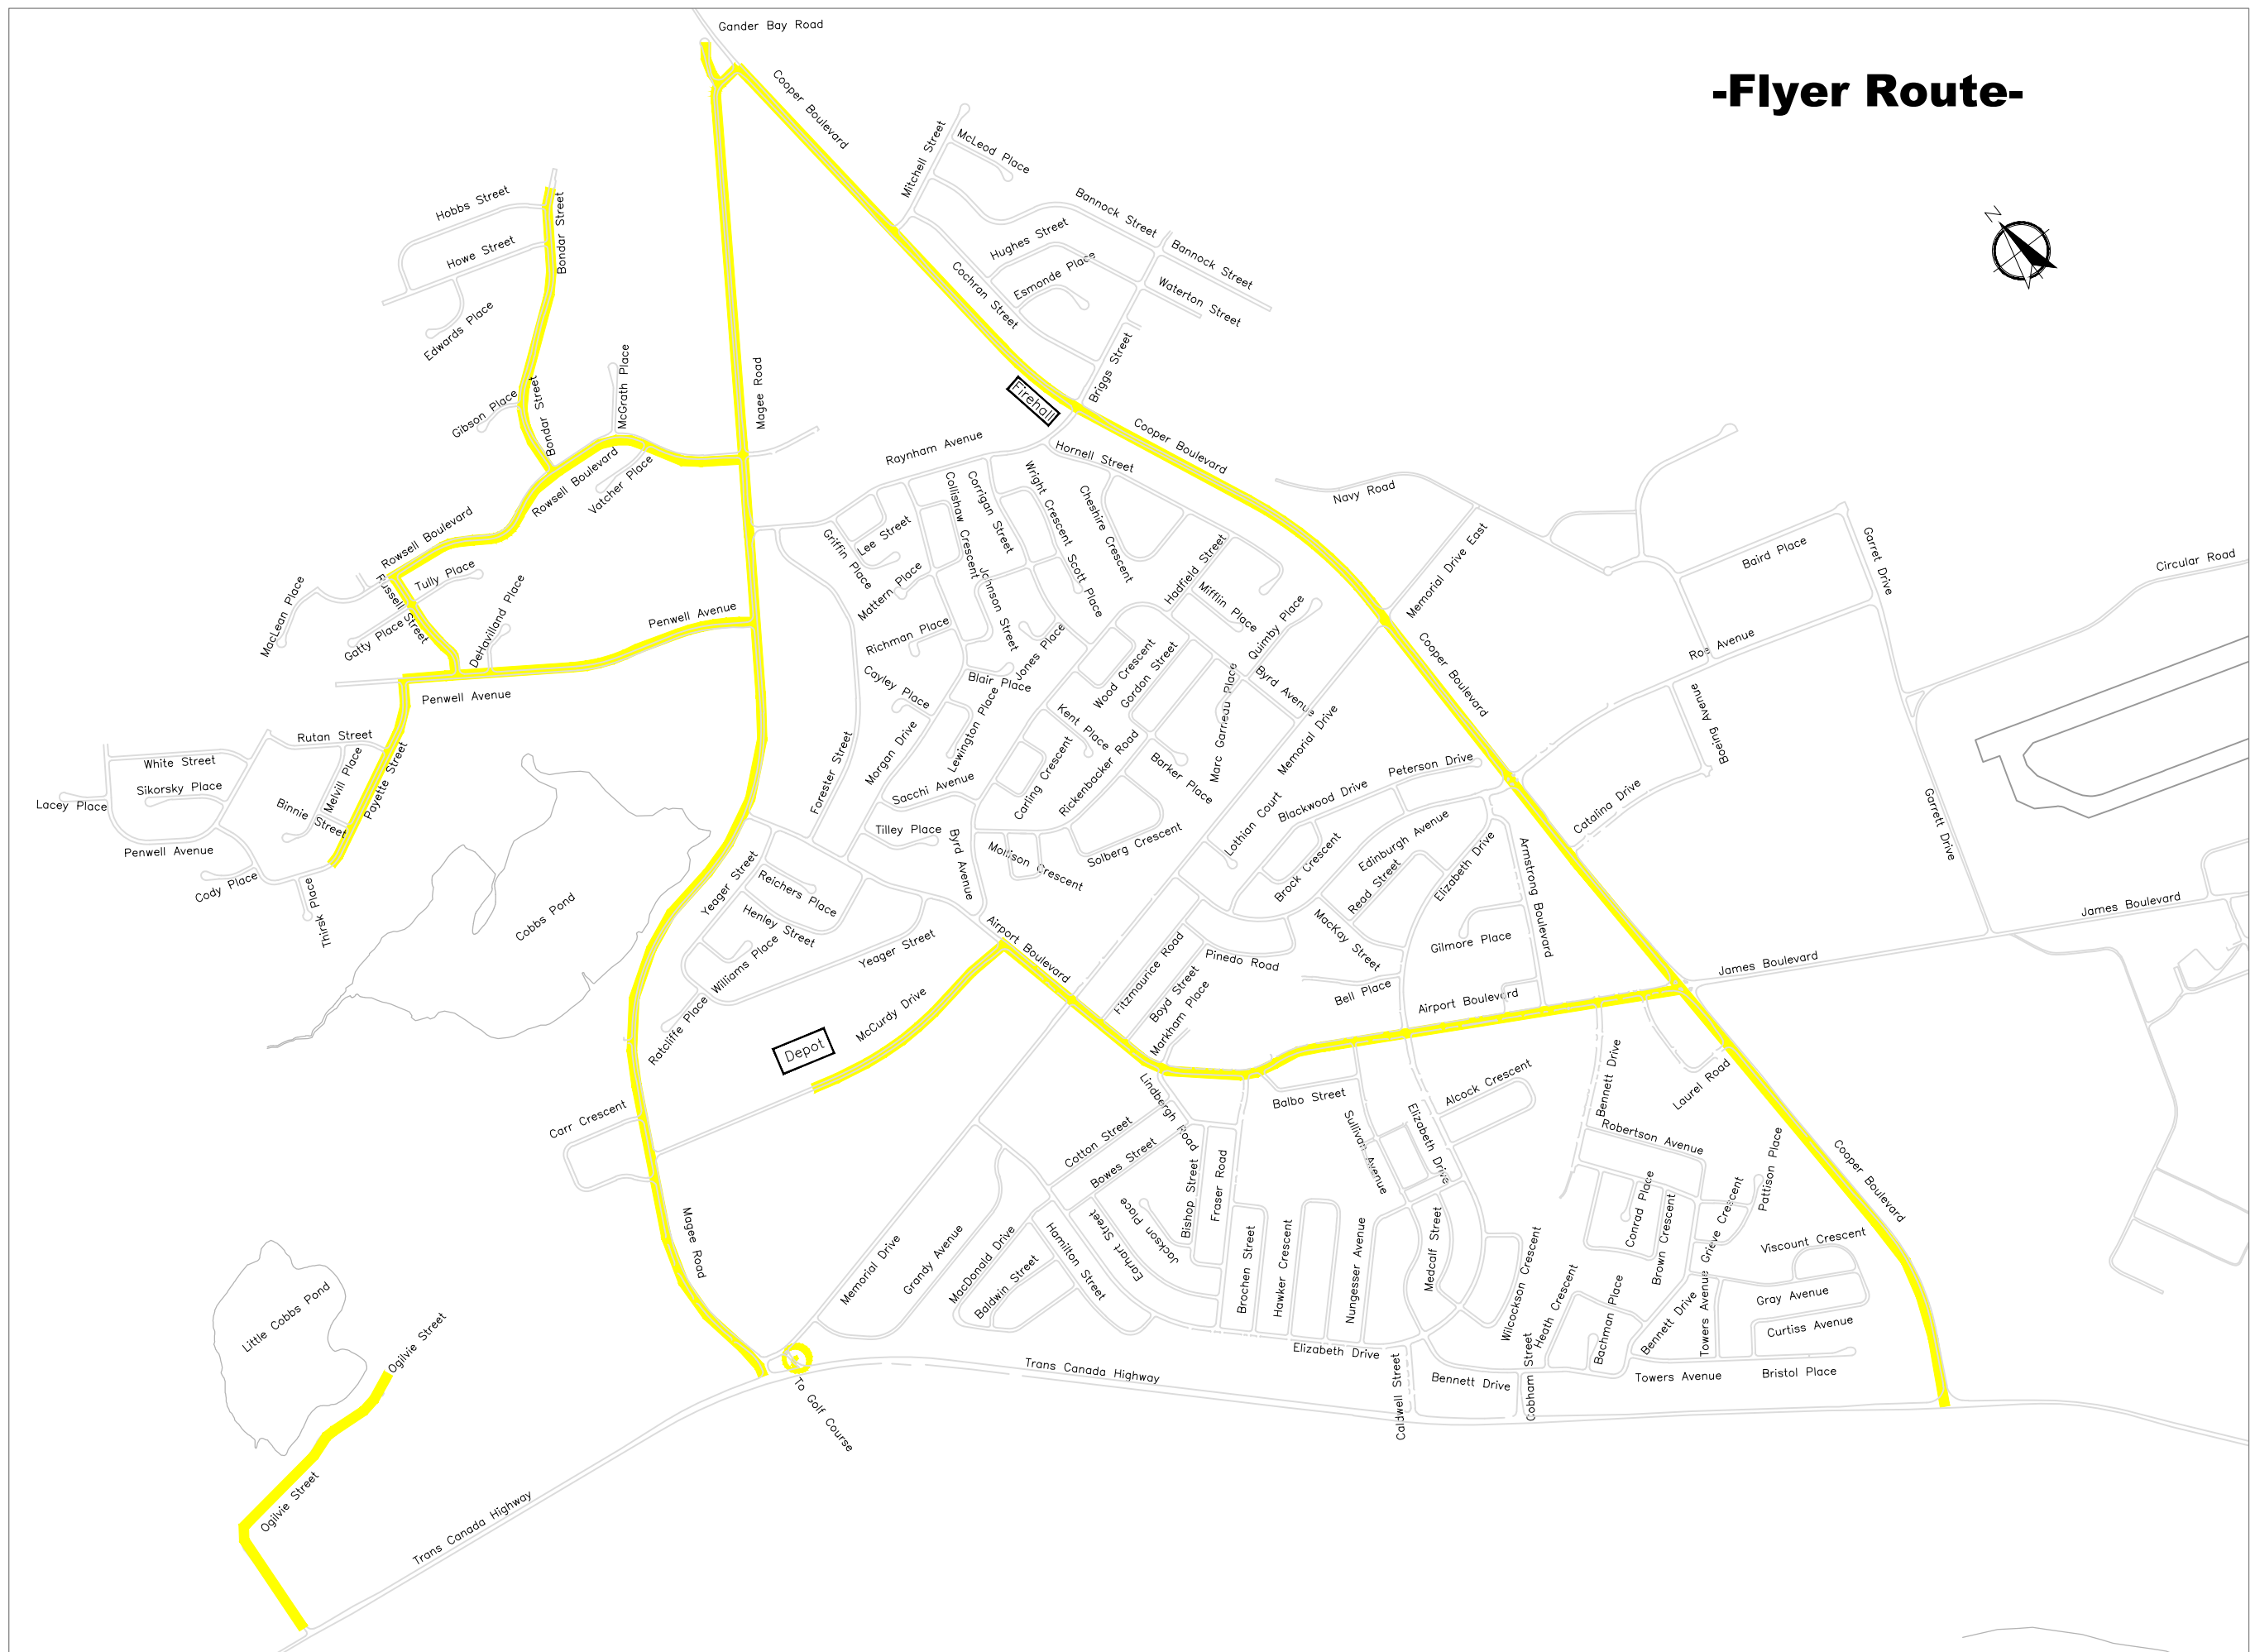 Gander Bay Road
-Flyer Route-
Cooper Boulevard
Mitchell Street
McLeod Place
Hobbs Street
Bondar Street
Bannock Street
N
Howe Street
Hughes Street
Bannock Street
Cochran Street
Esmonde Place
Waterton Street
Edwards Place
Briggs Street
McGrath Place
Magee Road
Firehall
Gibson Place
Bondar Street
Raynham Avenue
Cooper Boulevard
Hornell Street
Rowsell Boulevard
Vatcher Place
Collishaw Crescent
Corrigan Street
Wright Crescent
Cheshire Crescent
Navy Road
Rowsell Boulevard
Griffin Place
Lee Street
Hadfield Street
Memorial Drive East
Baird Place
Garret Drive
Circular Road
MacLean Place
Russell Street
Tully Place
DeHavilland Place
Mattern Place
Johnson Street
Scott Place
Mifflin Place
Quimby Place
Gatty Place
Penwell Avenue
Richman Place
Jones Place
Wood Crescent
Gordon Street
Cooper Boulevard
Roe Avenue
Penwell Avenue
Cayley Place
Blair Place
Byrd Avenue
Marc Garneau Place
Boeing Avenue
Lewington Place
Kent Place
Memorial Drive
Rutan Street
White Street
Melvill Place
Payette Street
Forester Street
Morgan Drive
Carling Crescent
Rickenbacker Road
Barker Place
Peterson Drive
Sikorsky Place
Lacey Place
Binnie Street
Sacchi Avenue
Blackwood Drive
Lothian Court
Catalina Drive
Garrett Drive
Penwell Avenue
Tilley Place
Byrd Avenue
Mollison Crescent
Solberg Crescent
Brock Crescent
Edinburgh Avenue
Elizabeth Drive
Armstrong Boulevard
Cody Place
Thirsk Place
Cobbs Pond
Yeager Street
Reichers Place
Henley Street
Read Street
MacKay Street
James Boulevard
Williams Place
Yeager Street
Airport Boulevard
Fitzmaurice Road
Pinedo Road
Gilmore Place
James Boulevard
Ratcliffe Place
McCurdy Drive
Boyd Street
Markham Place
Bell Place
Airport Boulevard
Depot
Carr Crescent
Lindbergh Road
Balbo Street
Alcock Crescent
Bennett Drive
Laurel Road
Cotton Street
Bowes Street
Sullivan Avenue
Elizabeth Drive
Robertson Avenue
Pattison Place
Cooper Boulevard
Bishop Street
Fraser Road
Jackson Place
Earhart Street
Conrad Place
Brown Crescent
Grieve Crescent
Magee Road
Memorial Drive
Grandy Avenue
MacDonald Drive
Hamilton Street
Baldwin Street
Brochen Street
Hawker Crescent
Nungesser Avenue
Medcalf Street
Wilcockson Crescent
Heath Crescent
Bachman Place
Bennett Drive
Towers Avenue
Viscount Crescent
Gray Avenue
Curtiss Avenue
Little Cobbs Pond
Ogilvie Street
Elizabeth Drive
Trans Canada Highway
To Golf Course
Caldwell Street
Bennett Drive
Cobham Street
Towers Avenue
Bristol Place
Ogilvie Street
Trans Canada Highway